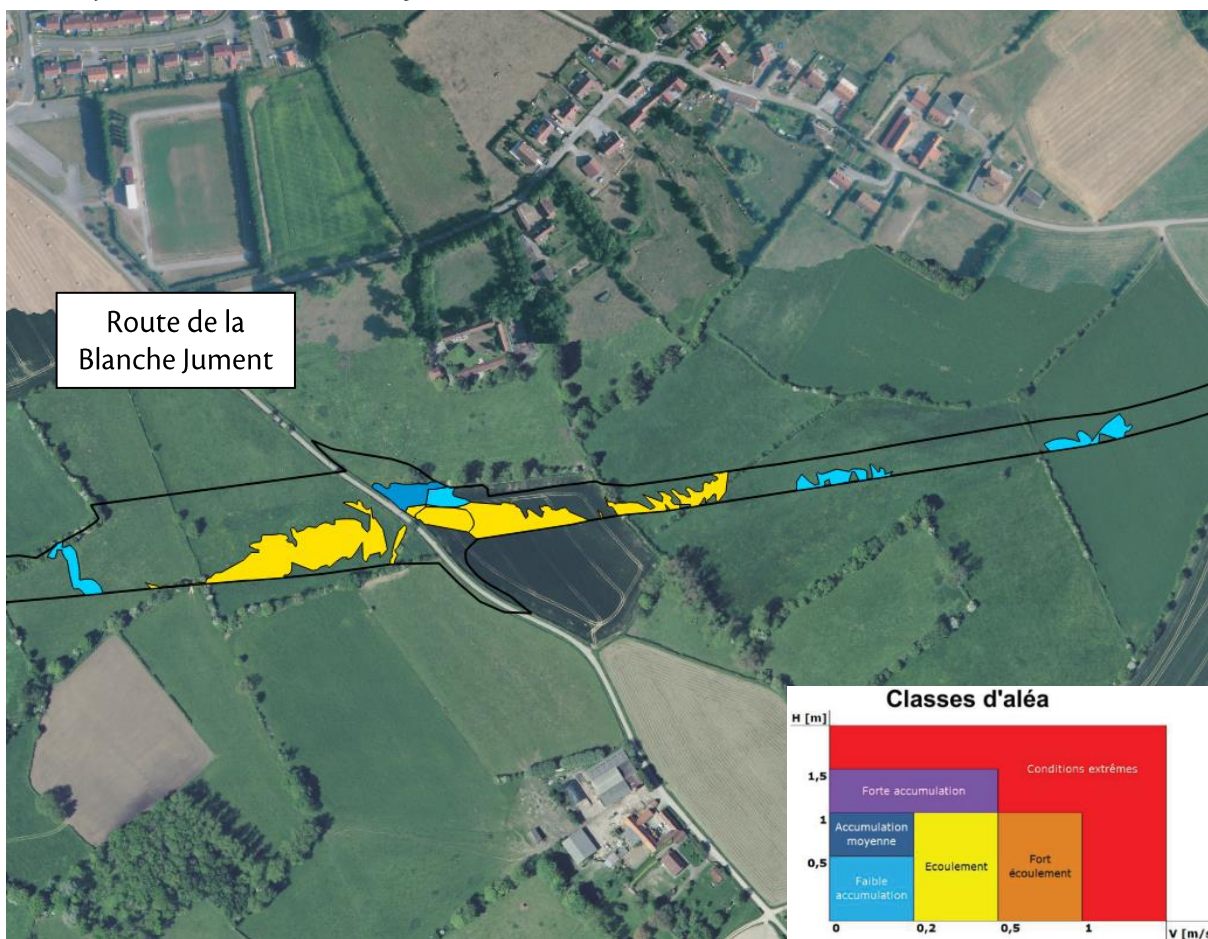 Route de la
Blanche Jument
Classes d'aléa
H [m]
Conditions extrêmes
1,5
Forte accumulation
1
Accumulation
moyenne
Ecoulement
Fort
écoulement
0,5
Faible
accumulation
0
0,2
0,5
1
V [m/s